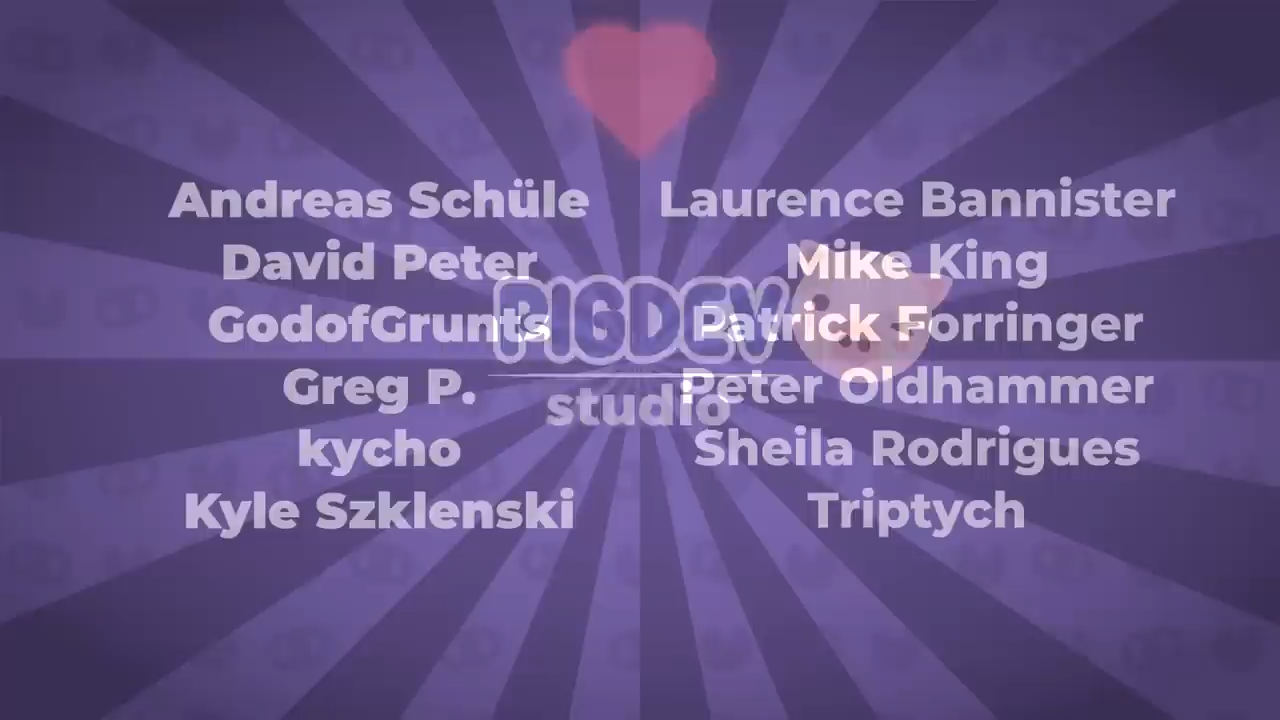 Andreas Schüle
David Peter
GodofGrunts
Greg P.
kycho
Kyle Szklenski
Laurence Bannister
Mike King
Patrick Forringer
Peter Oldhammer
Sheila Rodrigues
Triptych
PIGDEV
studio